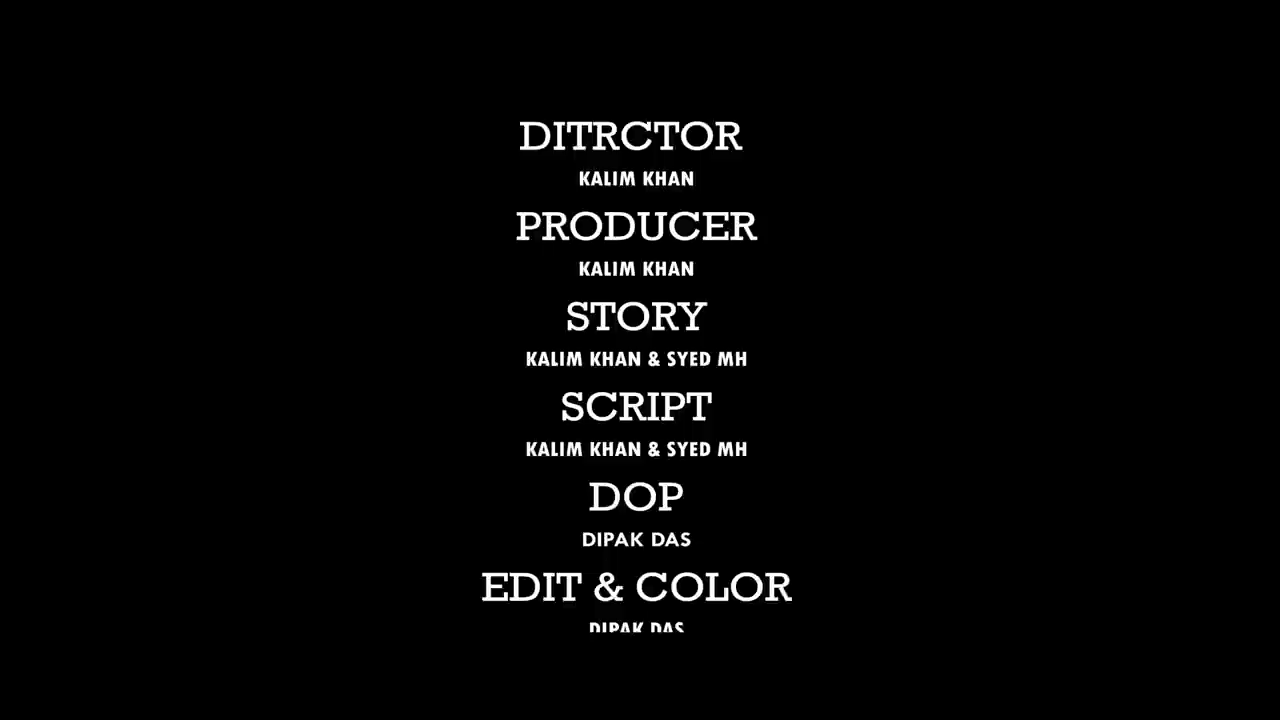 DITRCTOR
KALIM KHAN
PRODUCER
KALIM KHAN
STORY
KALIM KHAN & SYED MH
SCRIPT
KALIM KHAN & SYED MH
DOP
DIPAK DAS
EDIT & COLOR
DIPAK DAS